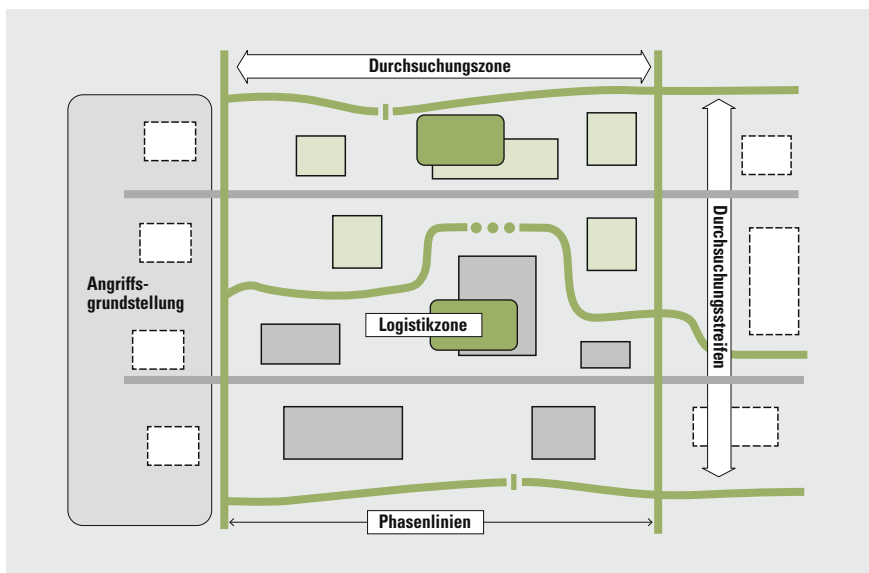 Durchsuchungszone
Durchsuchungsstreifen
Angriffs-
grundstellung
Logistikzone
Phasenlinien